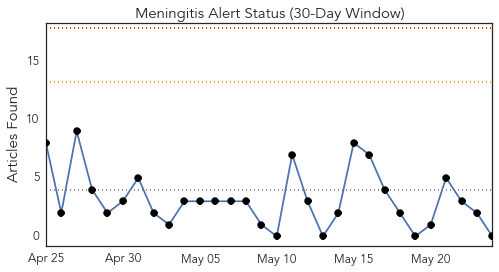 Meningitis Alert Status (30-Day Window)
Articles Found
15
10
5
0
Apr 25 Apr 30 May 05 May 10 May 15 May 20